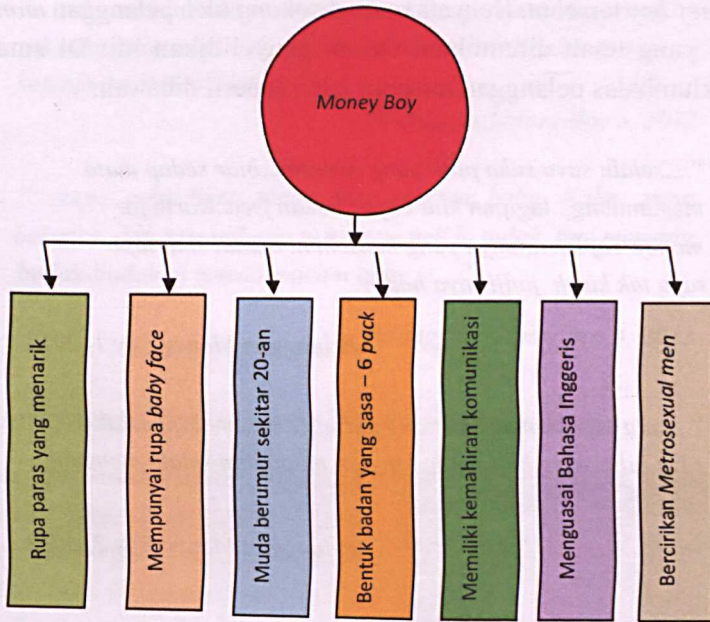 Money Boy
Rupa paras yang menarik
Mempunyai rupa baby face
Muda berumur sekitar 20-an
Bentuk badan yang sasa – 6 pack
Memiliki kemahiran komunikasi
Menguasai Bahasa Inggeris
Bercirikan Metrosexual men